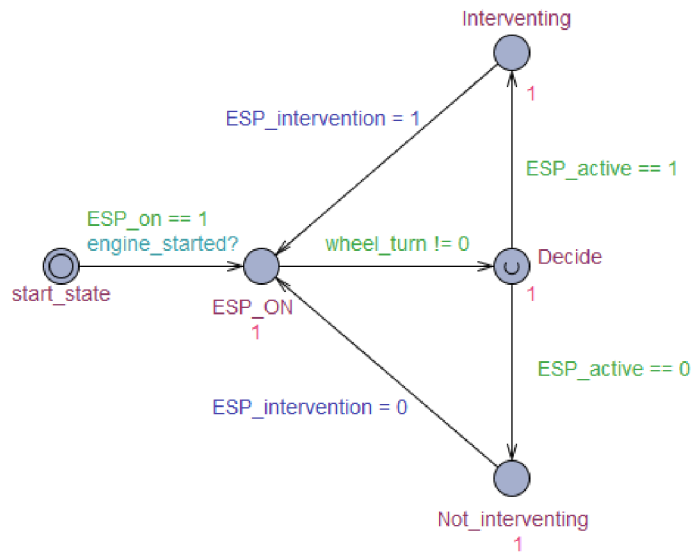 Interventing
1
ESP_intervention = 1
ESP_active == 1
ESP_on == 1
engine_started?
wheel_turn != 0
Decide
start_state
ESP_ON
1
1
ESP_active == 0
ESP_intervention = 0
Not_interventing
1